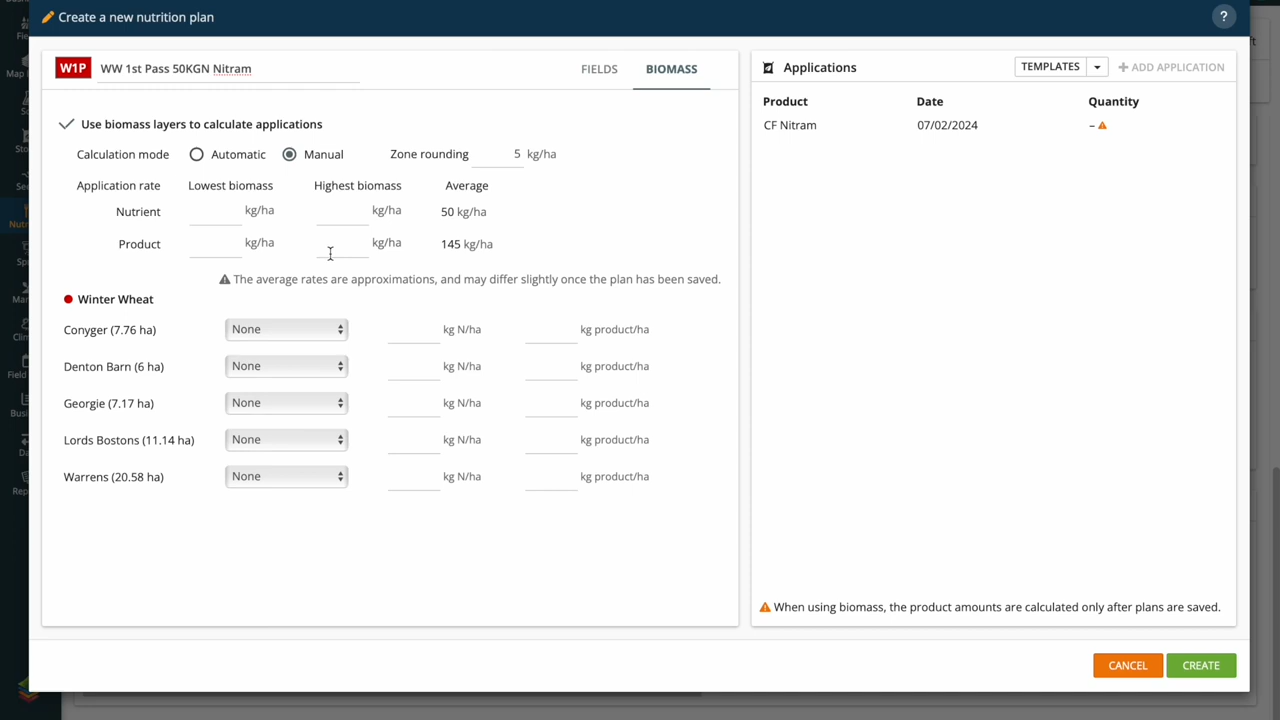 Create a new nutrition plan
?
W1P WW 1st Pass 50KGN Nitram FIELDS BIOMASS
Use biomass layers to calculate applications
Calculation mode Automatic Manual Zone rounding 5 kg/ha
Application rate Lowest biomass Highest biomass Average
Nutrient kg/ha kg/ha 50 kg/ha
Product kg/ha kg/ha 145 kg/ha
The average rates are approximations, and may differ slightly once the plan has been saved.
Winter Wheat
Conyger (7.76 ha) None kg N/ha kg product/ha
Denton Barn (6 ha) None kg N/ha kg product/ha
Georgie (7.17 ha) None kg N/ha kg product/ha
Lords Bostons (11.14 ha) None kg N/ha kg product/ha
Warrens (20.58 ha) None kg N/ha kg product/ha
Applications TEMPLATES + ADD APPLICATION
Product Date Quantity
CF Nitram 07/02/2024 –
When using biomass, the product amounts are calculated only after plans are saved.
CANCEL CREATE